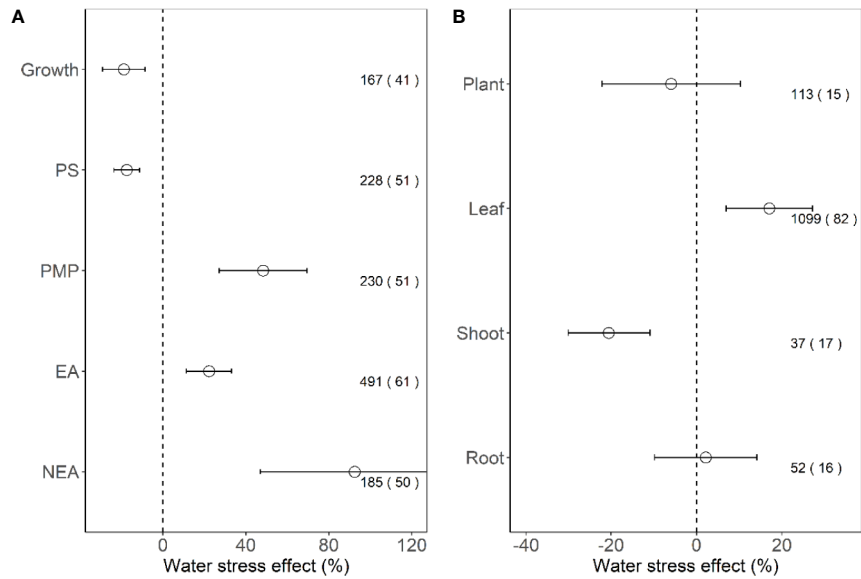 A
Growth
167 ( 41 )
PS
228 ( 51 )
PMP
230 ( 51 )
EA
491 ( 61 )
NEA
185 ( 50 )
0
40
80
120
Water stress effect (%)
B
Plant
113 ( 15 )
Leaf
1099 ( 82 )
Shoot
37 ( 17 )
Root
52 ( 16 )
-40
-20
0
20
Water stress effect (%)